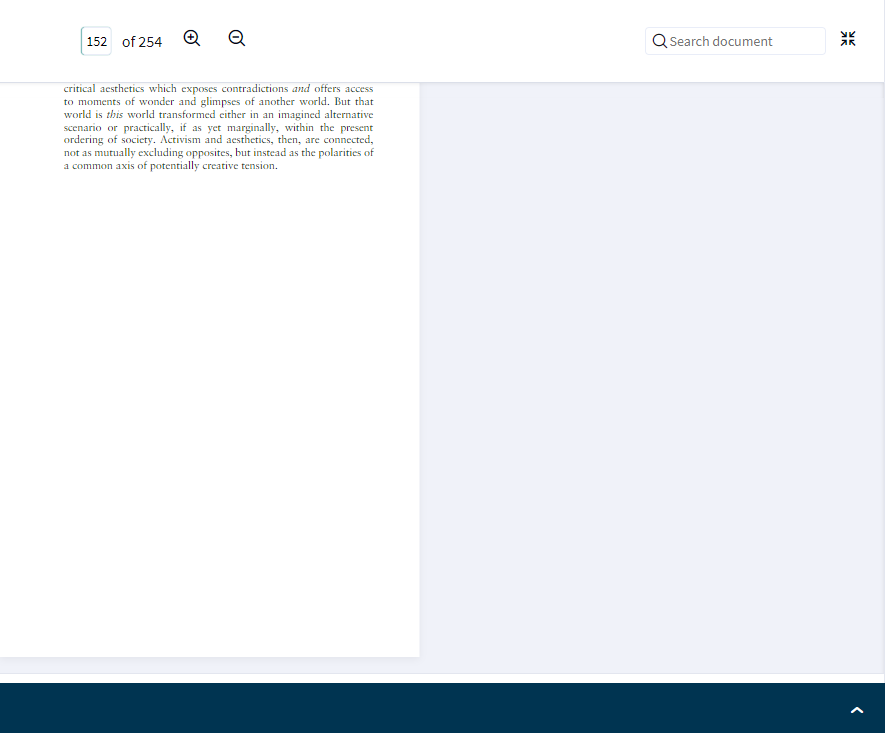 152 of 254 Search document
critical aesthetics which exposes contradictions and offers access
to moments of wonder and glimpses of another world. But that
world is this world transformed either in an imagined alternative
scenario or practically, if as yet marginally, within the present
ordering of society. Activism and aesthetics, then, are connected,
not as mutually excluding opposites, but instead as the polarities of
a common axis of potentially creative tension.